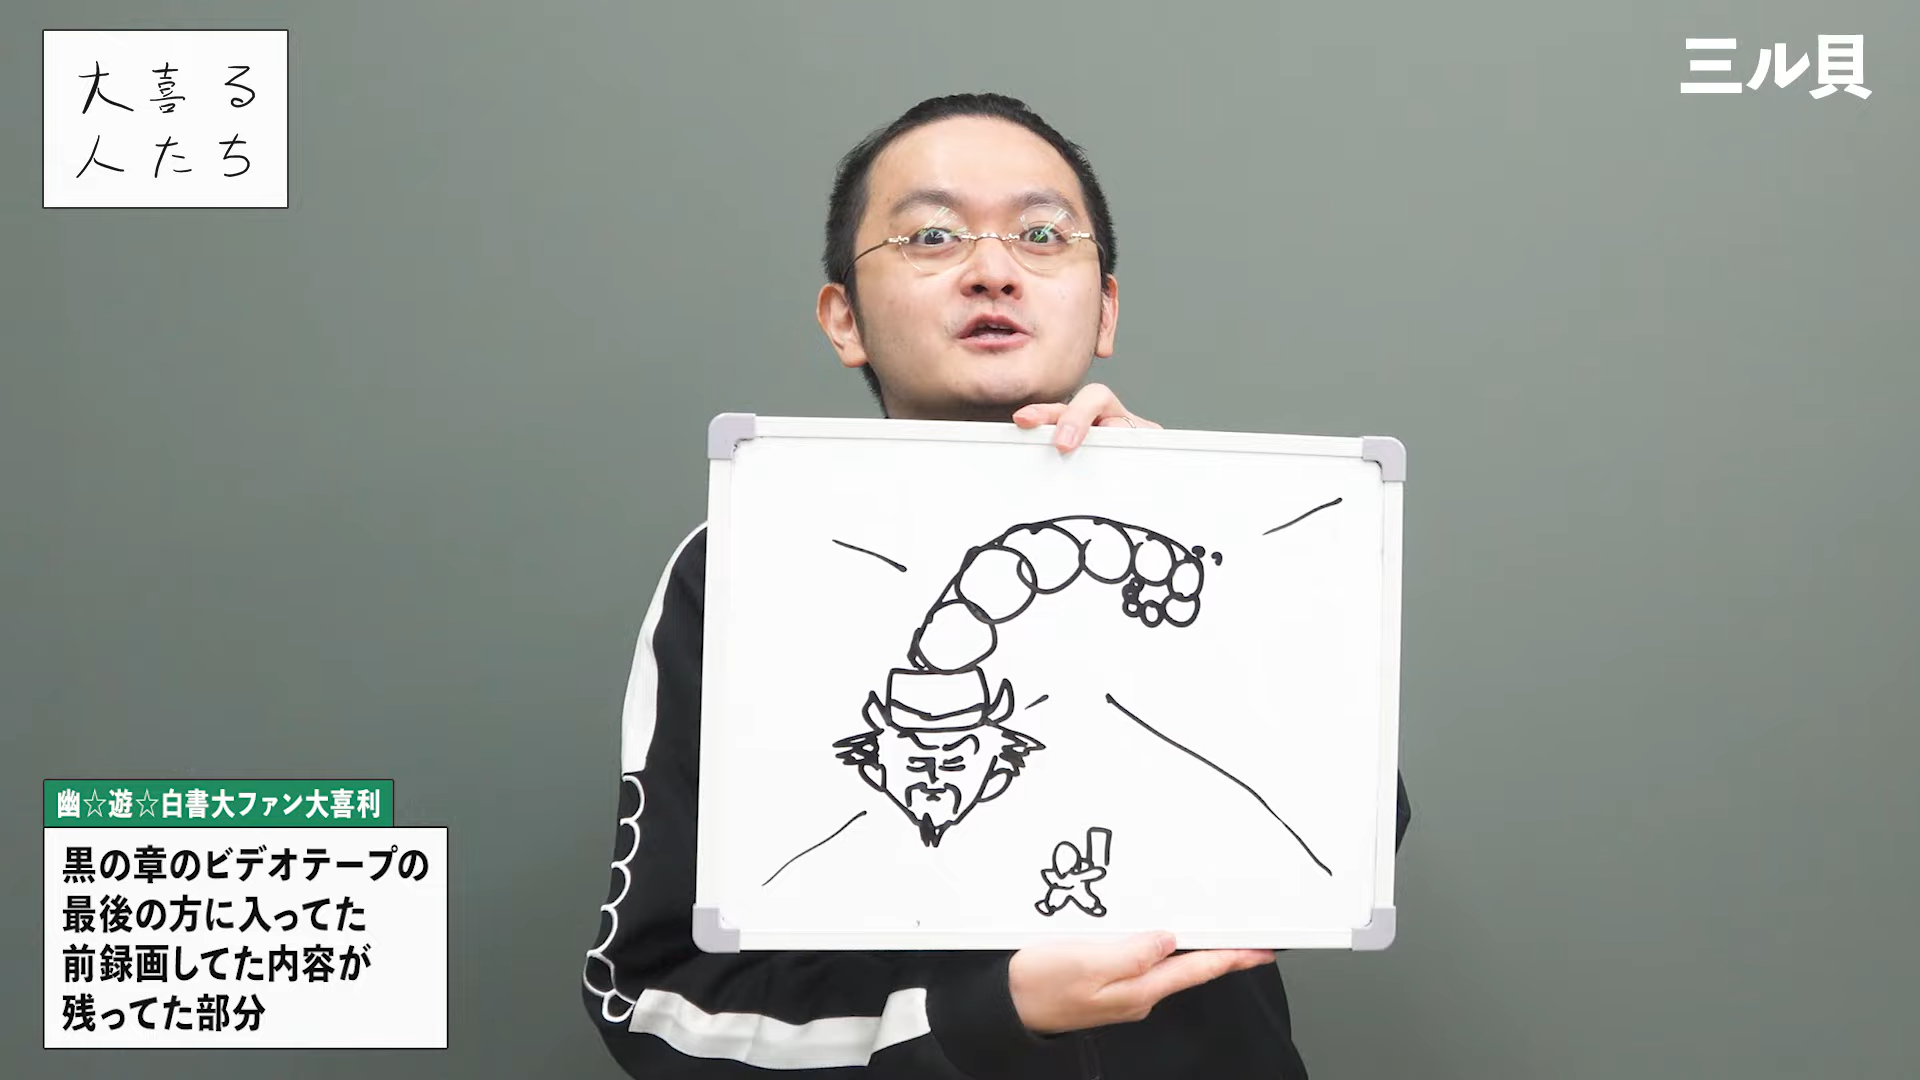 大喜る
人たち
三ル貝
幽☆遊☆白書大ファン大喜利
黒の章のビデオテープの
最後の方に入ってた
前録画してた内容が
残ってた部分